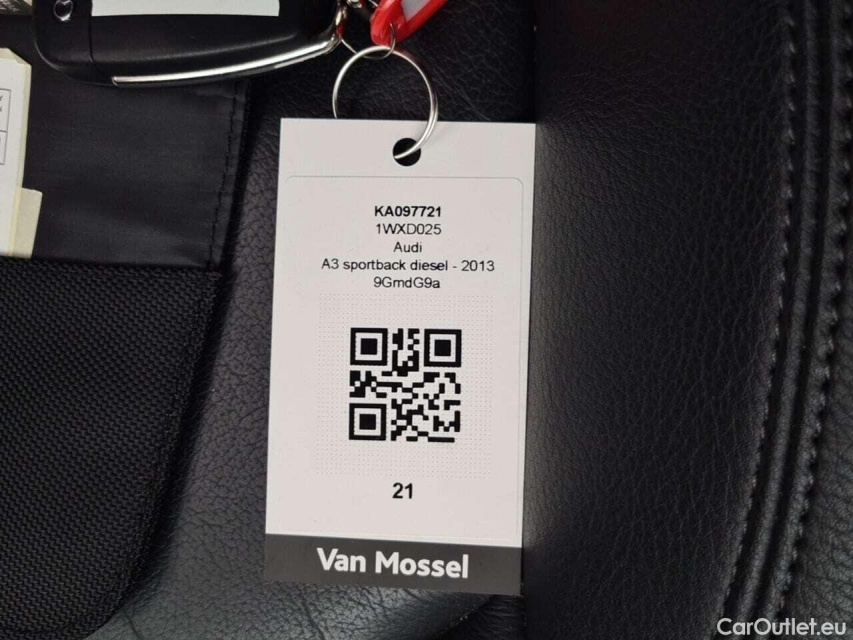 KA097721
1WXD025
Audi
A3 sportback diesel - 2013
9GmdG9a
21
Van Mossel
CarOutlet.eu